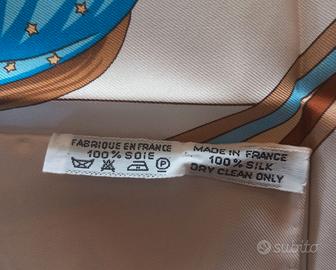 FABRIQUE EN FRANCE
100% SOIE
P
MADE IN FRANCE
100% SILK
DRY CLEAN ONLY
subito